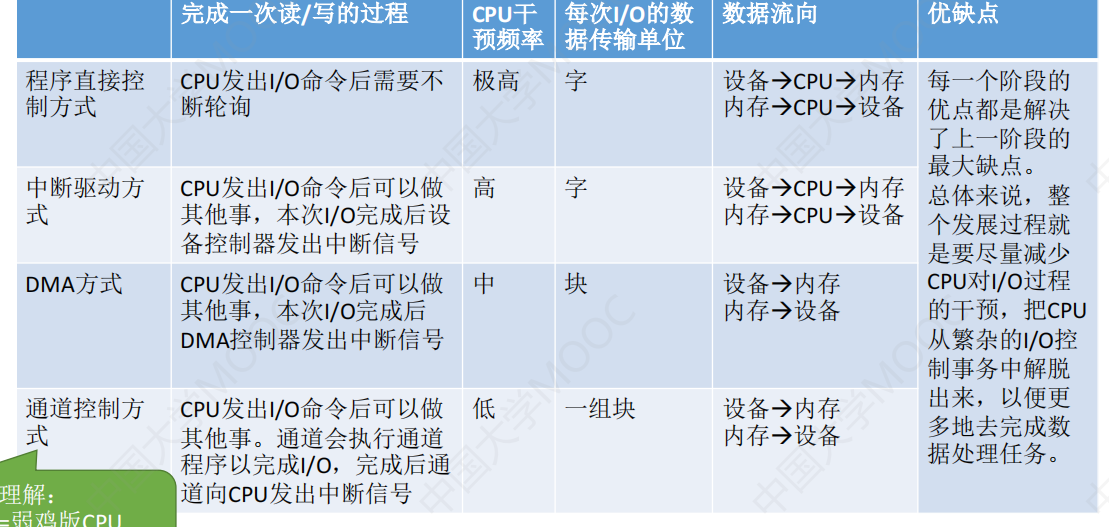 完成一次读/写的过程
CPU干
预频率
每次I/O的数
据传输单位
数据流向
优缺点
程序直接控
制方式
CPU发出I/O命令后需要不
断轮询
极高
字
设备→CPU→内存
内存→CPU→设备
每一个阶段的
优点都是解决
了上一阶段的
最大缺点。
总体来说，整
个发展过程就
是要尽量减少
CPU对I/O过程
的干预，把CPU
从繁杂的I/O控
制事务中解脱
出来，以便更
多地去完成数
据处理任务。
中断驱动方
式
CPU发出I/O命令后可以做
其他事，本次I/O完成后设
备控制器发出中断信号
高
字
设备→CPU→内存
内存→CPU→设备
DMA方式
CPU发出I/O命令后可以做
其他事，本次I/O完成后
DMA控制器发出中断信号
中
块
设备→内存
内存→设备
通道控制方
式
CPU发出I/O命令后可以做
其他事。通道会执行通道
程序以完成I/O，完成后通
道向CPU发出中断信号
低
一组块
设备→内存
内存→设备
理解：
=弱鸡版CPU
中国大学MOOC